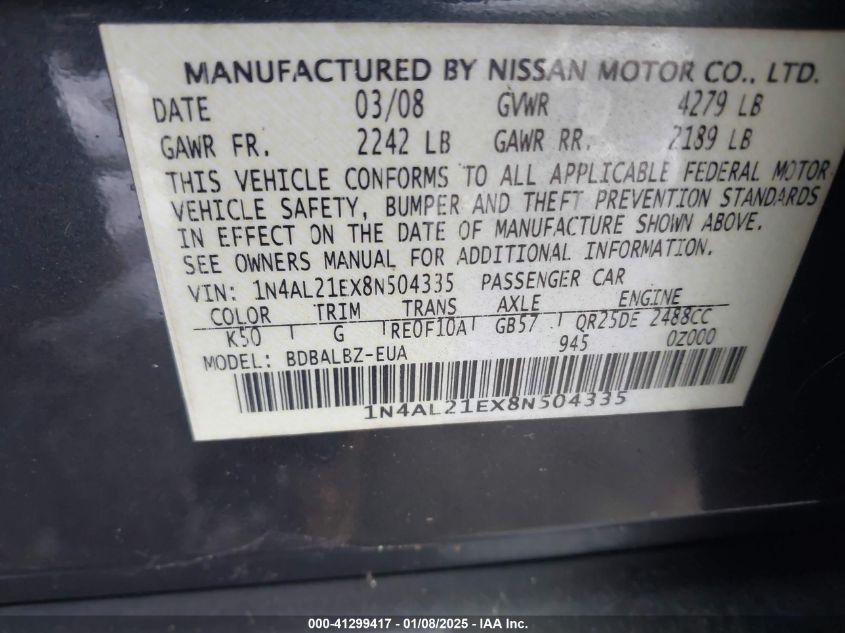 MANUFACTURED BY NISSAN MOTOR CO., LTD.
DATE 03/08 GVWR 4279 LB
GAWR FR. 2242 LB GAWR RR. 2189 LB
THIS VEHICLE CONFORMS TO ALL APPLICABLE FEDERAL MOTOR
VEHICLE SAFETY, BUMPER AND THEFT PREVENTION STANDARDS
IN EFFECT ON THE DATE OF MANUFACTURE SHOWN ABOVE.
SEE OWNERS MANUAL FOR ADDITIONAL INFORMATION.
VIN: 1N4AL21EX8N504335 PASSENGER CAR
COLOR TRIM TRANS AXLE ENGINE
K50 G RE0F10A GB57 QR25DE 2488CC
MODEL: BDBALBZ-EUA 945 0Z000
1N4AL21EX8N504335
000-41299417 - 01/08/2025 - IAA Inc.